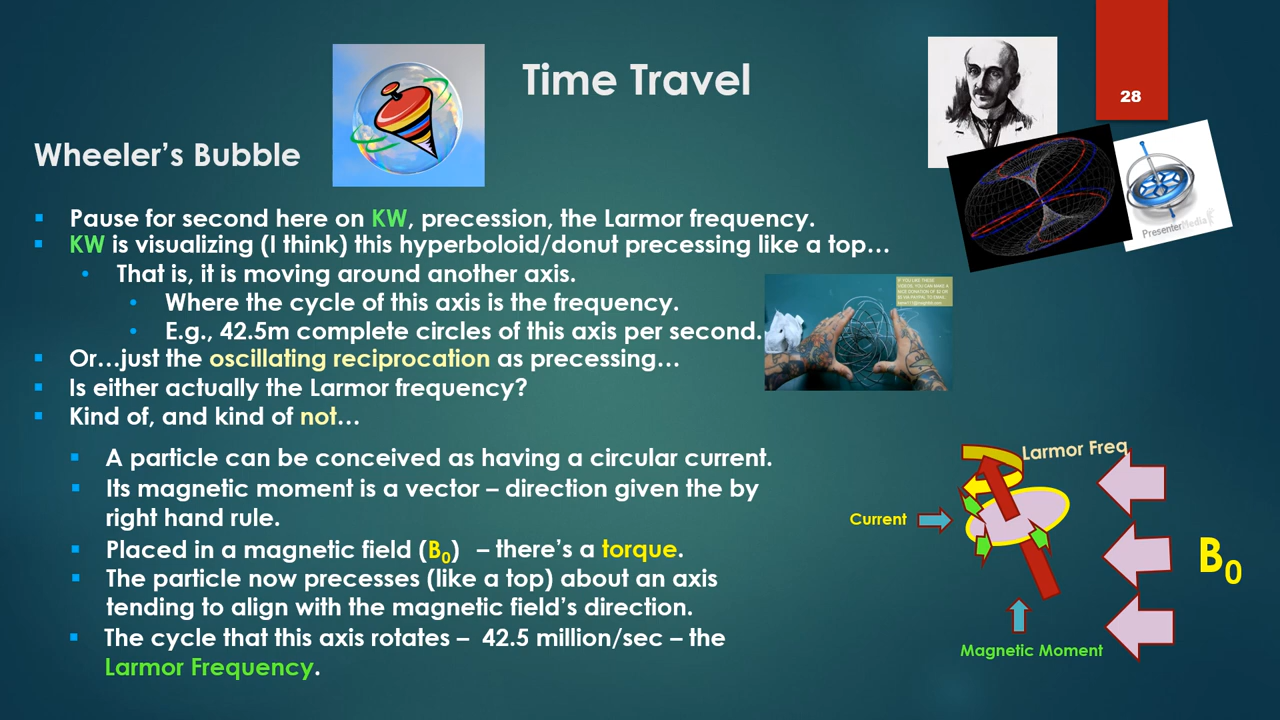 Time Travel
28
Wheeler's Bubble
PresenterMedia
Pause for second here on KW, precession, the Larmor frequency.
KW is visualizing (I think) this hyperboloid/donut precessing like a top…
That is, it is moving around another axis.
Where the cycle of this axis is the frequency.
E.g., 42.5m complete circles of this axis per second.
Or…just the oscillating reciprocation as precessing…
Is either actually the Larmor frequency?
Kind of, and kind of not…
A particle can be conceived as having a circular current.
Its magnetic moment is a vector – direction given the by
right hand rule.
Placed in a magnetic field (B0) – there's a torque.
The particle now precesses (like a top) about an axis
tending to align with the magnetic field's direction.
The cycle that this axis rotates – 42.5 million/sec – the
Larmor Frequency.
Larmor Freq
Current
B0
Magnetic Moment